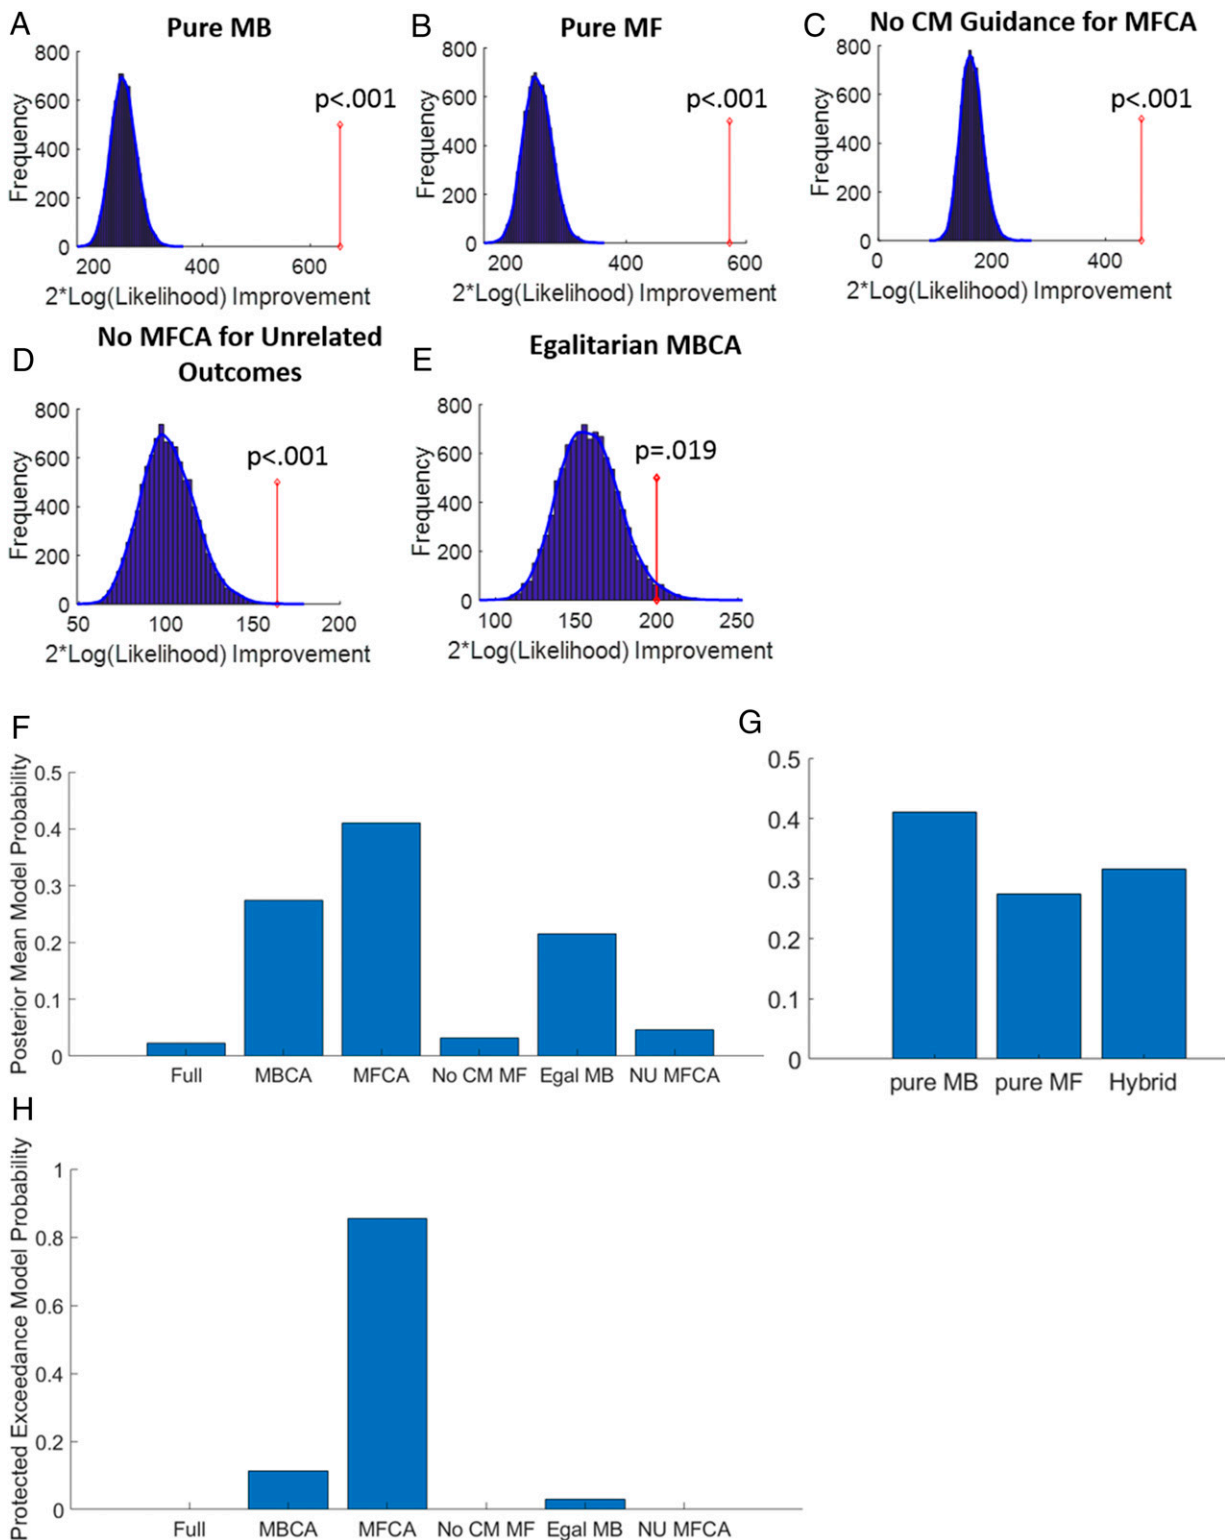 A
Pure MB
800
600
400
200
0
Frequency
p<.001
200
400
600
2*Log(Likelihood) Improvement
B
Pure MF
800
600
400
200
0
Frequency
p<.001
200
400
600
2*Log(Likelihood) Improvement
C
No CM Guidance for MFCA
800
600
400
200
0
Frequency
p<.001
0
200
400
2*Log(Likelihood) Improvement
D
No MFCA for Unrelated
Outcomes
800
600
400
200
0
Frequency
p<.001
50
100
150
200
2*Log(Likelihood) Improvement
E
Egalitarian MBCA
800
600
400
200
0
Frequency
p=.019
100
150
200
250
2*Log(Likelihood) Improvement
F
Posterior Mean Model Probability
0.5
0.4
0.3
0.2
0.1
0
Full
MBCA
MFCA
No CM MF
Egal MB
NU MFCA
G
0.5
0.4
0.3
0.2
0.1
0
pure MB
pure MF
Hybrid
H
Protected Exceedance Model Probability
1
0.8
0.6
0.4
0.2
0
Full
MBCA
MFCA
No CM MF
Egal MB
NU MFCA